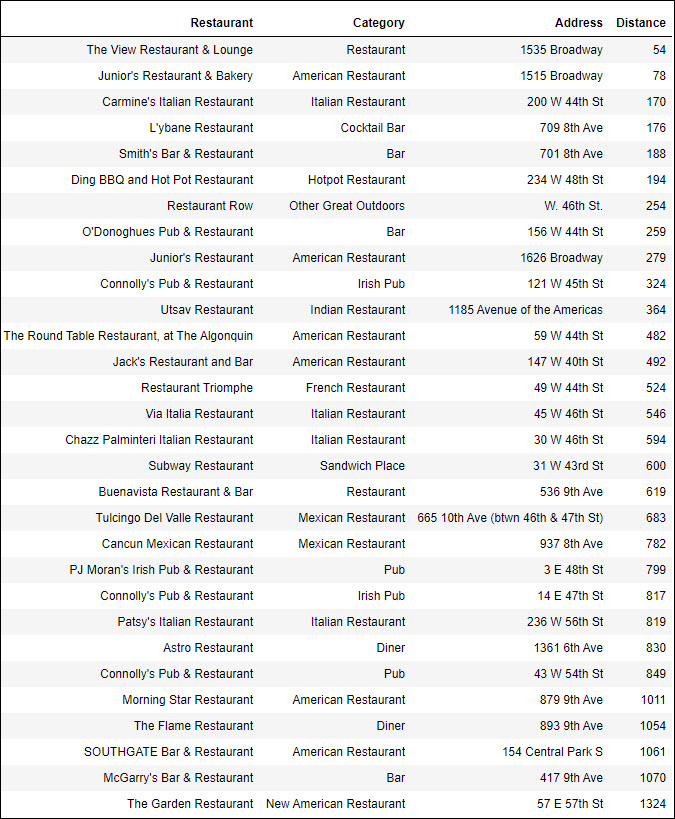 Restaurant Category Address Distance
The View Restaurant & Lounge Restaurant 1535 Broadway 54
Junior's Restaurant & Bakery American Restaurant 1515 Broadway 78
Carmine's Italian Restaurant Italian Restaurant 200 W 44th St 170
L'ybane Restaurant Cocktail Bar 709 8th Ave 176
Smith's Bar & Restaurant Bar 701 8th Ave 188
Ding BBQ and Hot Pot Restaurant Hotpot Restaurant 234 W 48th St 194
Restaurant Row Other Great Outdoors W. 46th St. 254
O'Donoghues Pub & Restaurant Bar 156 W 44th St 259
Junior's Restaurant American Restaurant 1626 Broadway 279
Connolly's Pub & Restaurant Irish Pub 121 W 45th St 324
Utsav Restaurant Indian Restaurant 1185 Avenue of the Americas 364
The Round Table Restaurant, at The Algonquin American Restaurant 59 W 44th St 482
Jack's Restaurant and Bar American Restaurant 147 W 40th St 492
Restaurant Triomphe French Restaurant 49 W 44th St 524
Via Italia Restaurant Italian Restaurant 45 W 46th St 546
Chazz Palminteri Italian Restaurant Italian Restaurant 30 W 46th St 594
Subway Restaurant Sandwich Place 31 W 43rd St 600
Buenavista Restaurant & Bar Restaurant 536 9th Ave 619
Tulcingo Del Valle Restaurant Mexican Restaurant 665 10th Ave (btwn 46th & 47th St) 683
Cancun Mexican Restaurant Mexican Restaurant 937 8th Ave 782
PJ Moran's Irish Pub & Restaurant Pub 3 E 48th St 799
Connolly's Pub & Restaurant Irish Pub 14 E 47th St 817
Patsy's Italian Restaurant Italian Restaurant 236 W 56th St 819
Astro Restaurant Diner 1361 6th Ave 830
Connolly's Pub & Restaurant Pub 43 W 54th St 849
Morning Star Restaurant American Restaurant 879 9th Ave 1011
The Flame Restaurant Diner 893 9th Ave 1054
SOUTHGATE Bar & Restaurant American Restaurant 154 Central Park S 1061
McGarry's Bar & Restaurant Bar 417 9th Ave 1070
The Garden Restaurant New American Restaurant 57 E 57th St 1324